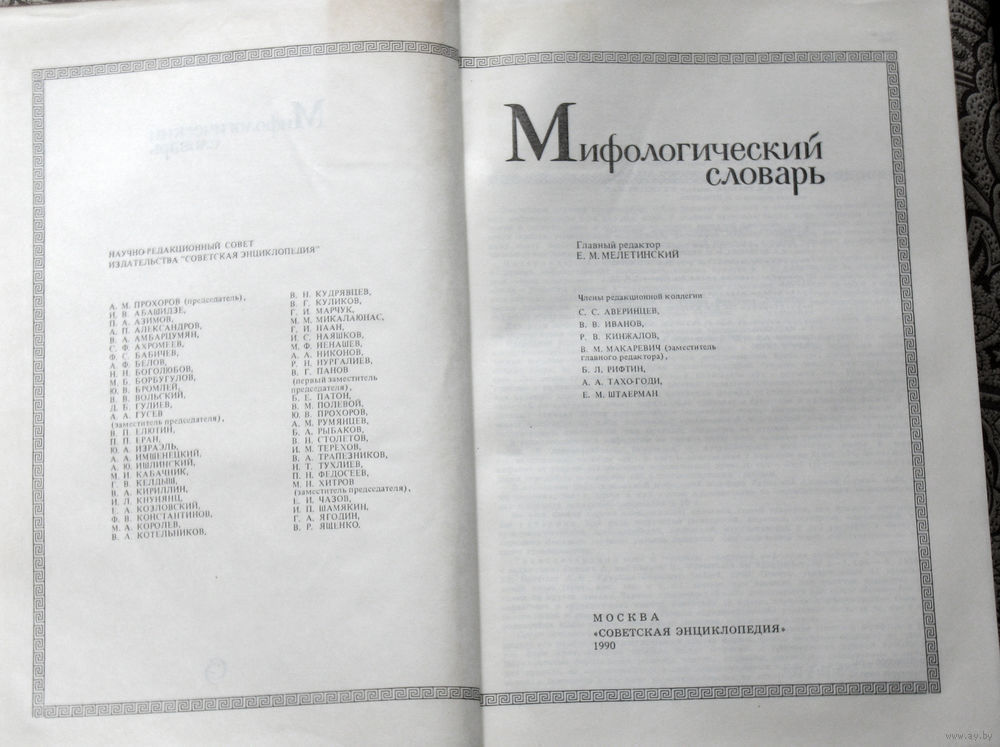 НАУЧНО-РЕДАКЦИОННЫЙ СОВЕТ
ИЗДАТЕЛЬСТВА "СОВЕТСКАЯ ЭНЦИКЛОПЕДИЯ"
А. М. ПРОХОРОВ (председатель),
И. В. АБАШИДЗЕ,
П. А. АЗИМОВ,
А. П. АЛЕКСАНДРОВ,
В. А. АМБАРЦУМЯН,
С. Ф. АХРОМЕЕВ,
Ф. С. БАБИЧЕВ,
А. Ф. БЕЛОВ,
Н. Н. БОГОЛЮБОВ,
М. Б. БОРБУГУЛОВ,
Ю. В. БРОМЛЕЙ,
В. В. ВОЛЬСКИЙ,
Д. Б. ГУЛИЕВ,
А. А. ГУСЕВ
(заместитель председателя),
В. П. ЕЛЮТИН,
П. П. ЕРАН,
Ю. А. ИЗРАЭЛЬ,
А. А. ИМШЕНЕЦКИЙ,
А. Ю. ИШЛИНСКИЙ,
М. И. КАБАЧНИК,
Г. В. КЕЛДЫШ,
В. А. КИРИЛЛИН,
И. Л. КНУНЯНЦ,
Е. А. КОЗЛОВСКИЙ,
Ф. В. КОНСТАНТИНОВ,
М. А. КОРОЛЕВ,
В. А. КОТЕЛЬНИКОВ,
В. Н. КУДРЯВЦЕВ,
В. Г. КУЛИКОВ,
Г. И. МАРЧУК,
М. М. МИКАЛАЮНАС,
Г. И. НААН,
И. С. НАЯШКОВ,
М. Ф. НЕНАШЕВ,
А. А. НИКОНОВ,
Р. Н. НУРГАЛИЕВ,
В. Г. ПАНОВ
(первый заместитель
председателя),
Б. Е. ПАТОН,
В. М. ПОЛЕВОЙ,
Ю. В. ПРОХОРОВ,
А. М. РУМЯНЦЕВ,
Б. А. РЫБАКОВ,
В. Н. СТОЛЕТОВ,
И. М. ТЕРЕХОВ,
В. А. ТРАПЕЗНИКОВ,
Н. Т. ТУХЛИЕВ,
П. Н. ФЕДОСЕЕВ,
М. Н. ХИТРОВ
(заместитель председателя),
Е. И. ЧАЗОВ,
И. П. ШАМЯКИН,
Г. А. ЯГОДИН,
В. Р. ЯЩЕНКО.
Мифологический
словарь
Главный редактор
Е. М. МЕЛЕТИНСКИЙ
Члены редакционной коллегии
С. С. АВЕРИНЦЕВ,
В. В. ИВАНОВ,
Р. В. КИНЖАЛОВ,
В. М. МАКАРЕВИЧ (заместитель
главного редактора),
Б. Л. РИФТИН,
А. А. ТАХО-ГОДИ,
Е. М. ШТАЕРМАН
МОСКВА
«СОВЕТСКАЯ ЭНЦИКЛОПЕДИЯ»
1990
www.ay.by